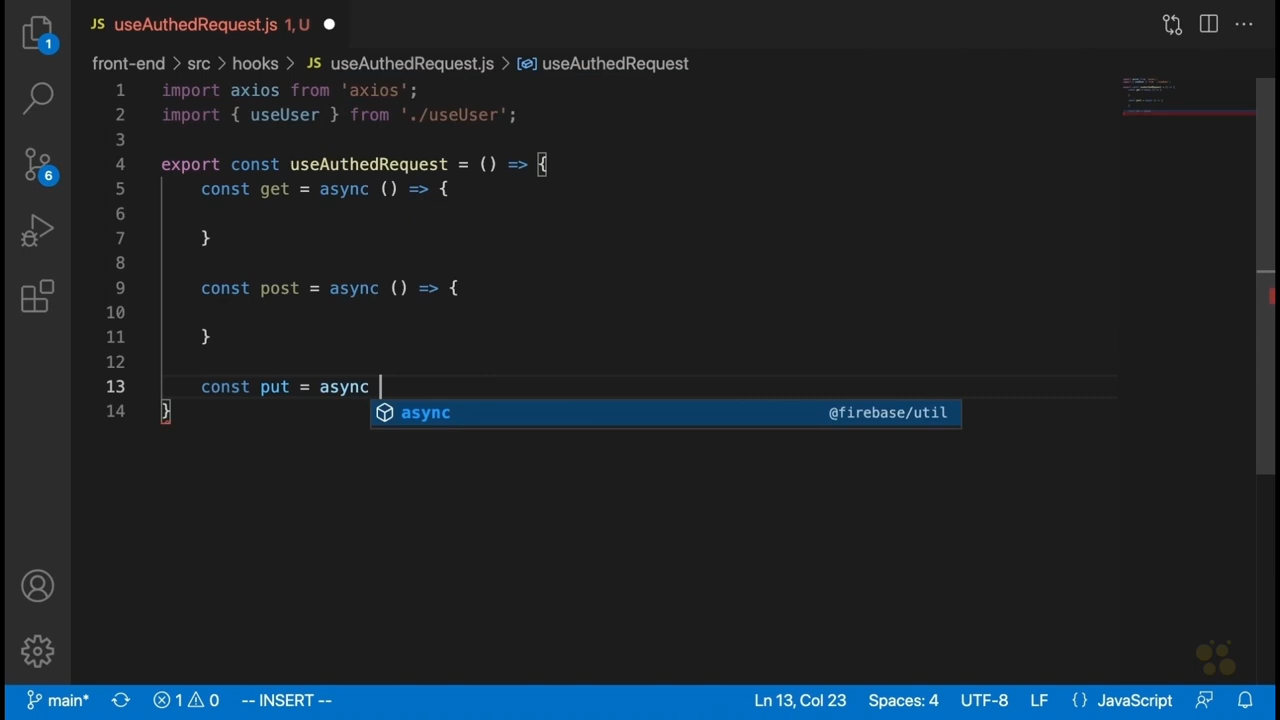 JS useAuthedRequest.js 1, U
front-end > src > hooks > JS useAuthedRequest.js > useAuthedRequest
1 import axios from 'axios';
2 import { useUser } from './useUser';
3
4 export const useAuthedRequest = () => {
5 const get = async () => {
6
7 }
8
9 const post = async () => {
10
11 }
12
13 const put = async
async @firebase/util
14 }
1
6
main* 1 0 -- INSERT -- Ln 13, Col 23 Spaces: 4 UTF-8 LF {} JavaScript